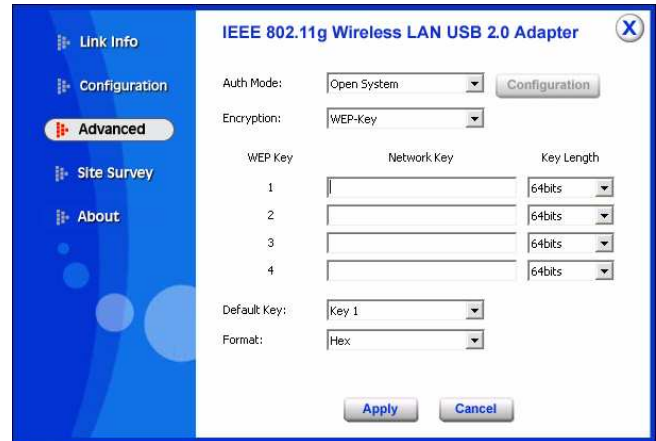 IEEE 802.11g Wireless LAN USB 2.0 Adapter X
Link Info
Configuration
Advanced
Site Survey
About
Auth Mode: Open System Configuration
Encryption: WEP-Key
WEP Key Network Key Key Length
1 64bits
2 64bits
3 64bits
4 64bits
Default Key: Key 1
Format: Hex
Apply Cancel